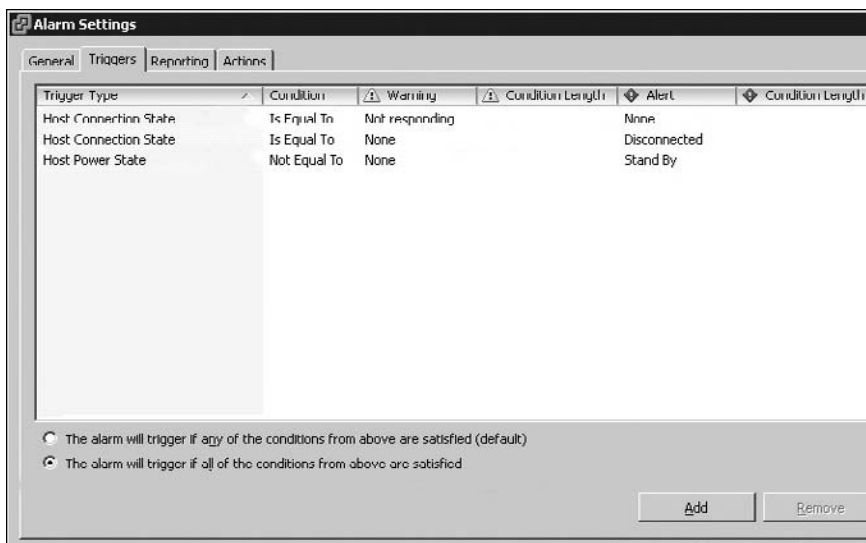 Alarm Settings
General Triggers Reporting Actions
Trigger Type Condition Warning Condition Length Alert Condition Length
Host Connection State Is Equal To Not responding None
Host Connection State Is Equal To None Disconnected
Host Power State Not Equal To None Stand By
The alarm will trigger if any of the conditions from above are satisfied (default)
The alarm will trigger if all of the conditions from above are satisfied
Add Remove